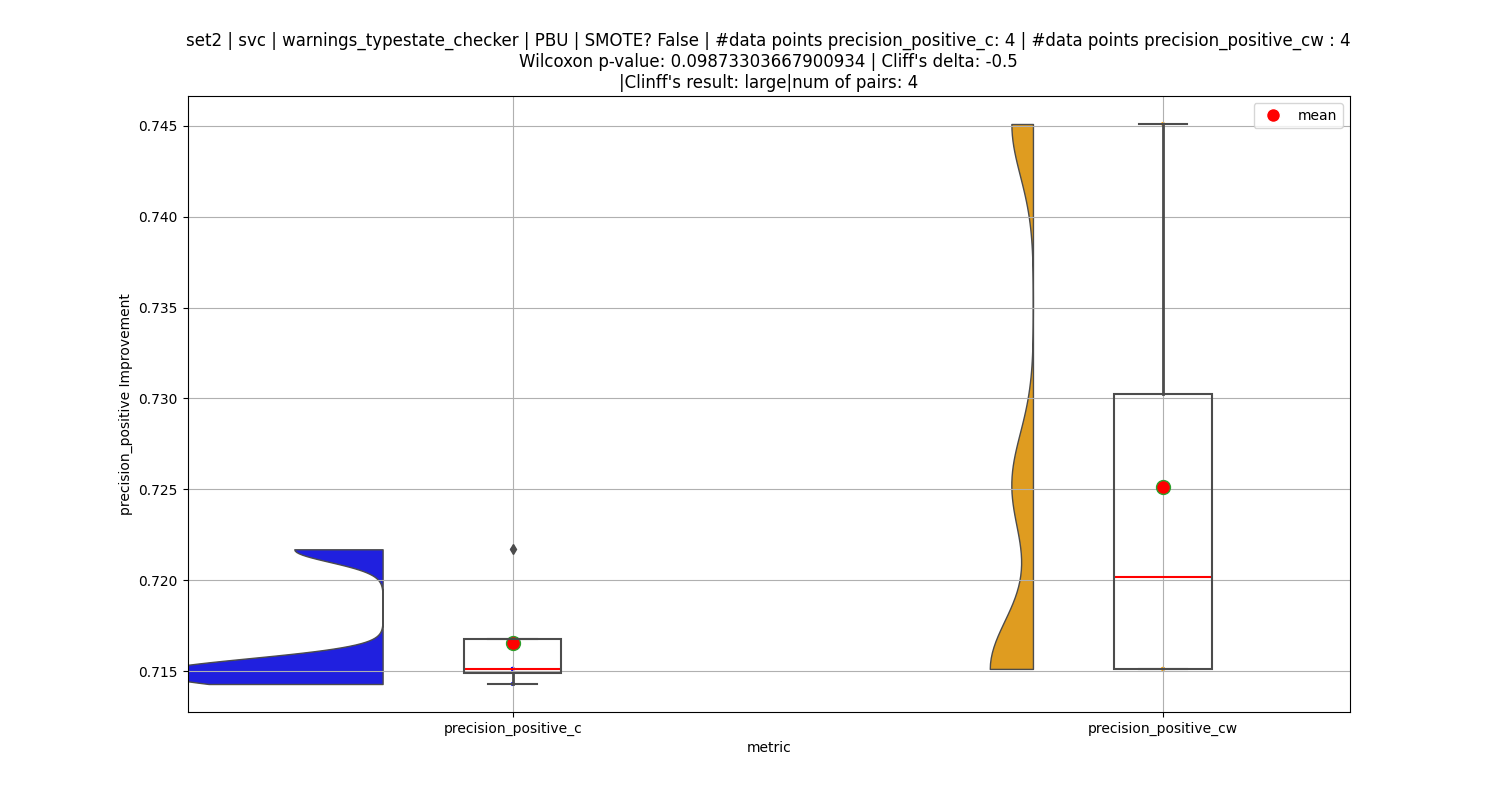 set2 | svc | warnings_typestate_checker | PBU | SMOTE? False | #data points precision_positive_c: 4 | #data points precision_positive_cw : 4
Wilcoxon p-value: 0.09873303667900934 | Cliff's delta: -0.5
|Clinff's result: large|num of pairs: 4
mean
0.745
0.740
0.735
0.730
0.725
0.720
0.715
precision_positive Improvement
precision_positive_c
precision_positive_cw
metric